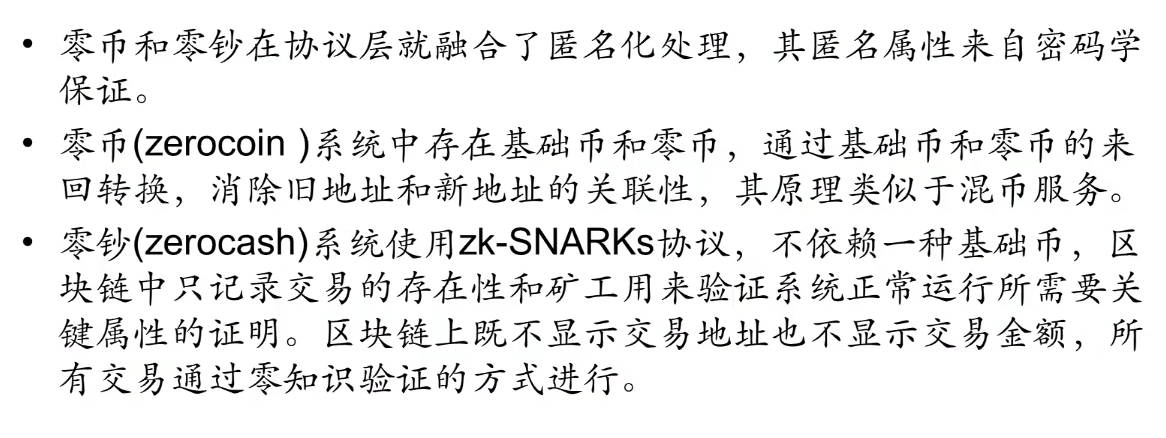 • 零币和零钞在协议层就融合了匿名化处理，其匿名属性来自密码学
保证。
• 零币(zerocoin )系统中存在基础币和零币，通过基础币和零币的来
回转换，消除旧地址和新地址的关联性，其原理类似于混币服务。
• 零钞(zerocash)系统使用zk-SNARKs协议，不依赖一种基础币，区
块链中只记录交易的存在性和矿工用来验证系统正常运行所需要关
键属性的证明。区块链上既不显示交易地址也不显示交易金额，所
有交易通过零知识验证的方式进行。